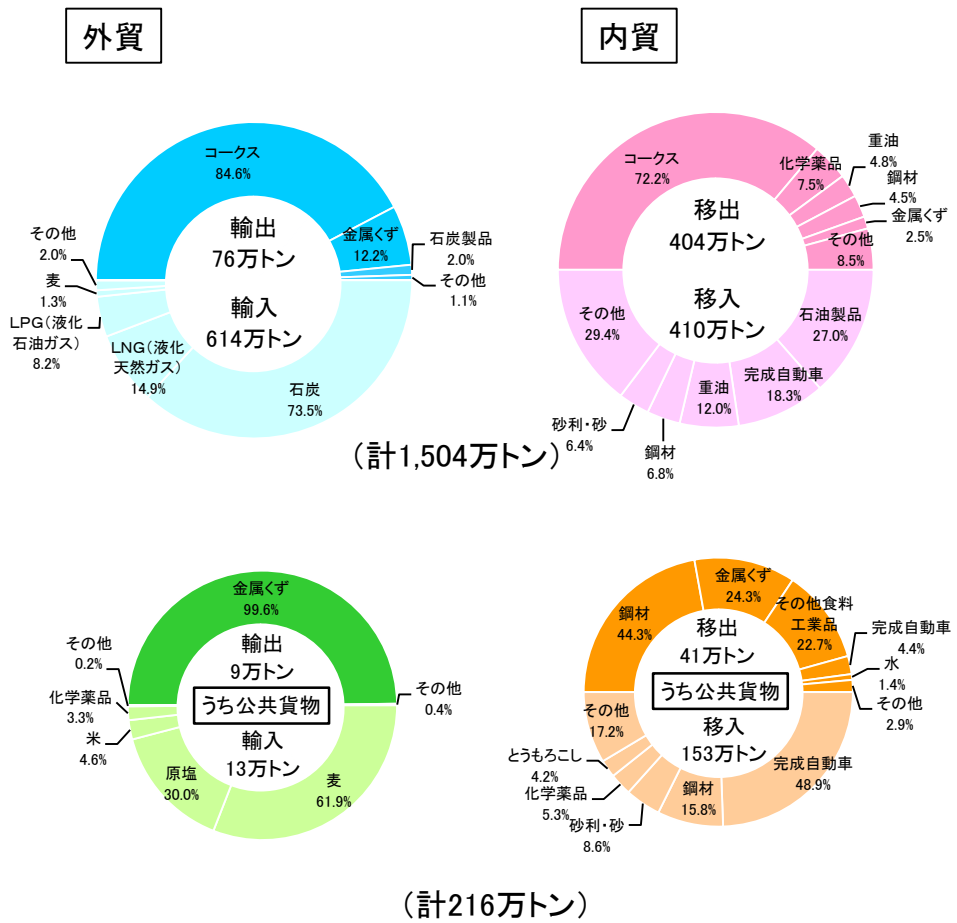 外貿
内貿
コークス
84.6%
金属くず
12.2%
石炭製品
2.0%
その他
1.1%
輸出
76万トン
輸入
614万トン
その他
2.0%
麦
1.3%
LPG(液化
石油ガス)
8.2%
LNG(液化
天然ガス)
14.9%
石炭
73.5%
コークス
72.2%
化学薬品
7.5%
重油
4.8%
鋼材
4.5%
金属くず
2.5%
その他
8.5%
移出
404万トン
移入
410万トン
その他
29.4%
砂利・砂
6.4%
鋼材
6.8%
重油
12.0%
完成自動車
18.3%
石油製品
27.0%
(計1,504万トン)
金属くず
99.6%
その他
0.4%
輸出
9万トン
うち公共貨物
輸入
13万トン
その他
0.2%
化学薬品
3.3%
米
4.6%
原塩
30.0%
麦
61.9%
鋼材
44.3%
金属くず
24.3%
その他食料
工業品
22.7%
完成自動車
4.4%
水
1.4%
その他
2.9%
移出
41万トン
うち公共貨物
移入
153万トン
その他
17.2%
とうもろこし
4.2%
化学薬品
5.3%
砂利・砂
8.6%
鋼材
15.8%
完成自動車
48.9%
(計216万トン)